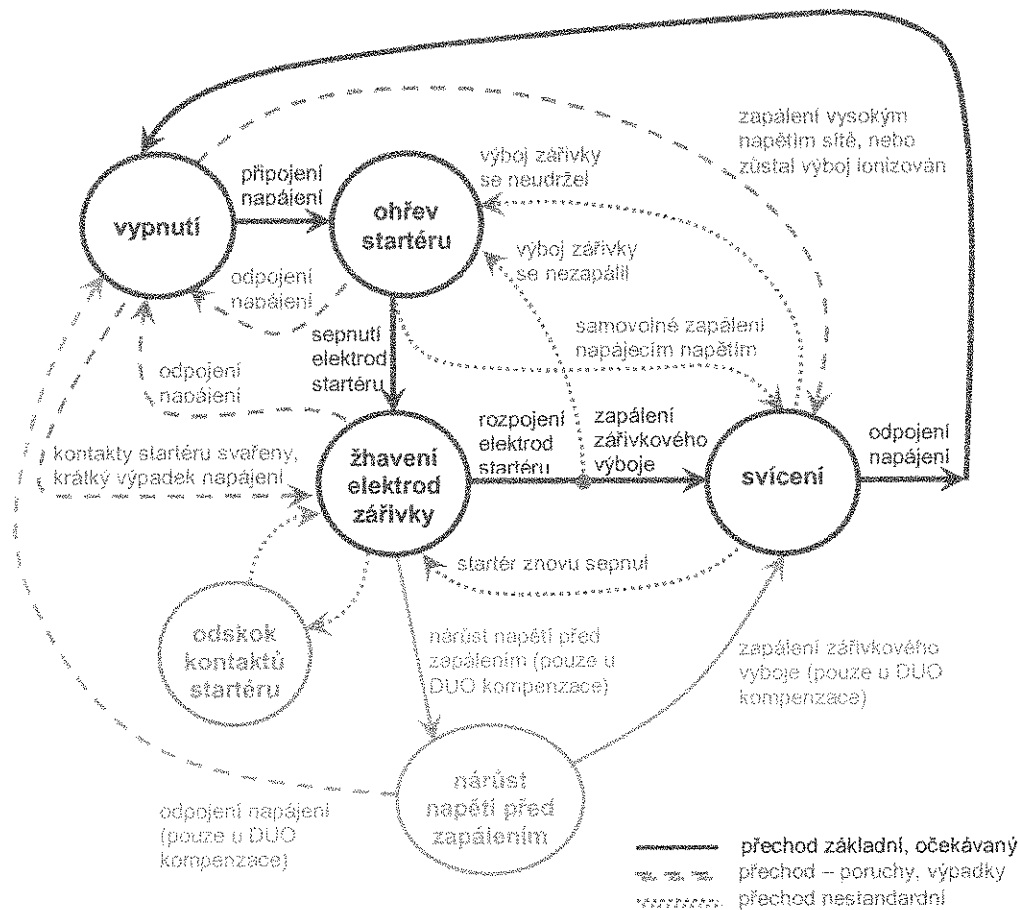 zapálení vysokým
napětím sítě, nebo
zůstal výboj ionizován
výboj zářivky
se neudržel
připojení
napájení
vypnutí
ohřev
startéru
výboj zářivky
se nezapálil
odpojení
napájení
sepnutí
elektrod
startéru
samovolné zapálení
napájecím napětím
odpojení
napájení
rozpojení
elektrod
startéru
zapálení
zářivkového
výboje
odpojení
napájení
kontakty startéru svařeny,
krátký výpadek napájení
žhavení
elektrod
zářivky
svícení
startér znovu sepnul
odskok
kontaktů
startéru
nárůst napětí před
zapálením (pouze u
DUO kompenzace)
zapálení zářivkového
vyboje (pouze u DUO
kompenzace)
nárůst
napětí před
zapálením
odpojení napájení
(pouze u DUO
kompenzace)
přechod základní, očekávaný
přechod – poruchy, výpadky
přechod nestandardní